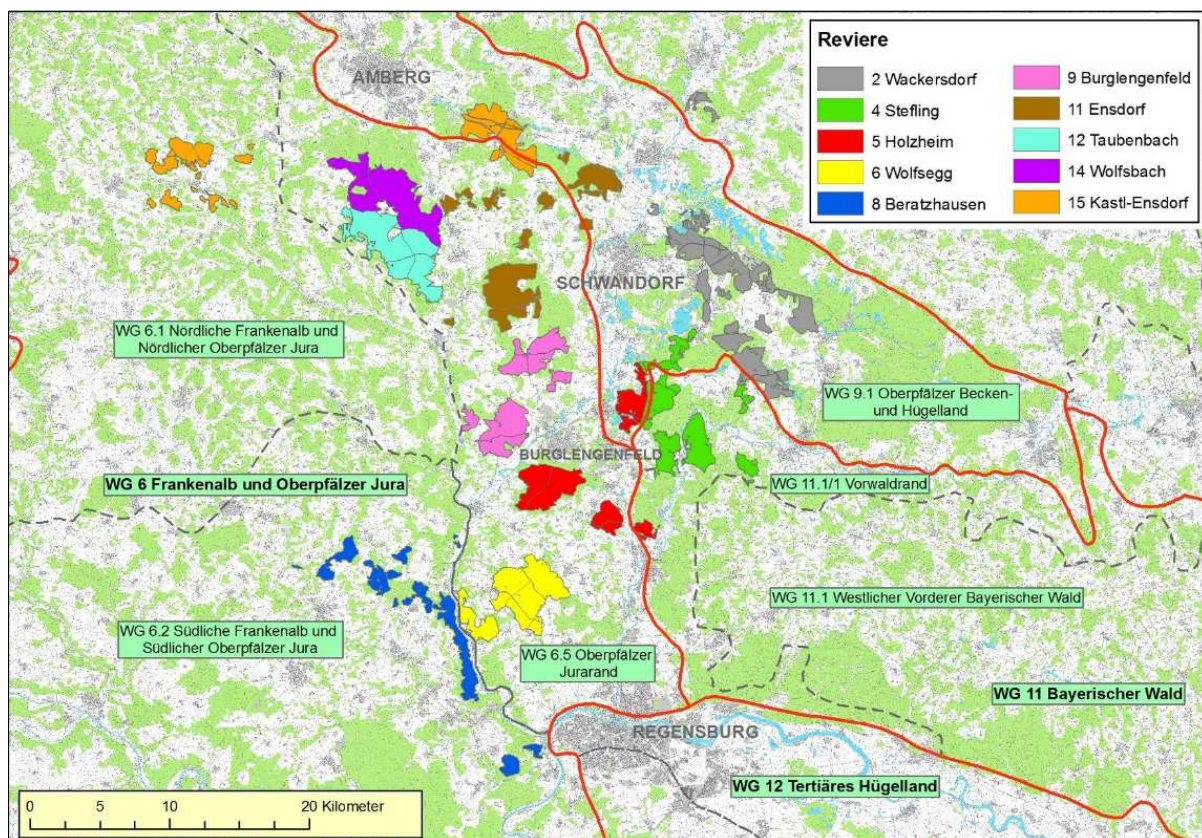 Reviere
2 Wackersdorf
4 Stefling
5 Holzheim
6 Wolfsegg
8 Beratzhausen
9 Burglengenfeld
11 Ensdorf
12 Taubenbach
14 Wolfsbach
15 Kastl-Ensdorf
AMBERG
SCHWANDORF
WG 6.1 Nördliche Frankenalb und
Nördlicher Oberpfälzer Jura
WG 9.1 Oberpfälzer Becken-
und Hügelland
BURGLENGENFELD
WG 6 Frankenalb und Oberpfälzer Jura
WG 11.1/1 Vorwaldrand
WG 11.1 Westlicher Vorderer Bayerischer Wald
WG 6.2 Südliche Frankenalb und
Südlicher Oberpfälzer Jura
WG 6.5 Oberpfälzer
Jurarand
WG 11 Bayerischer Wald
REGENSBURG
WG 12 Tertiäres Hügelland
0 5 10 20 Kilometer